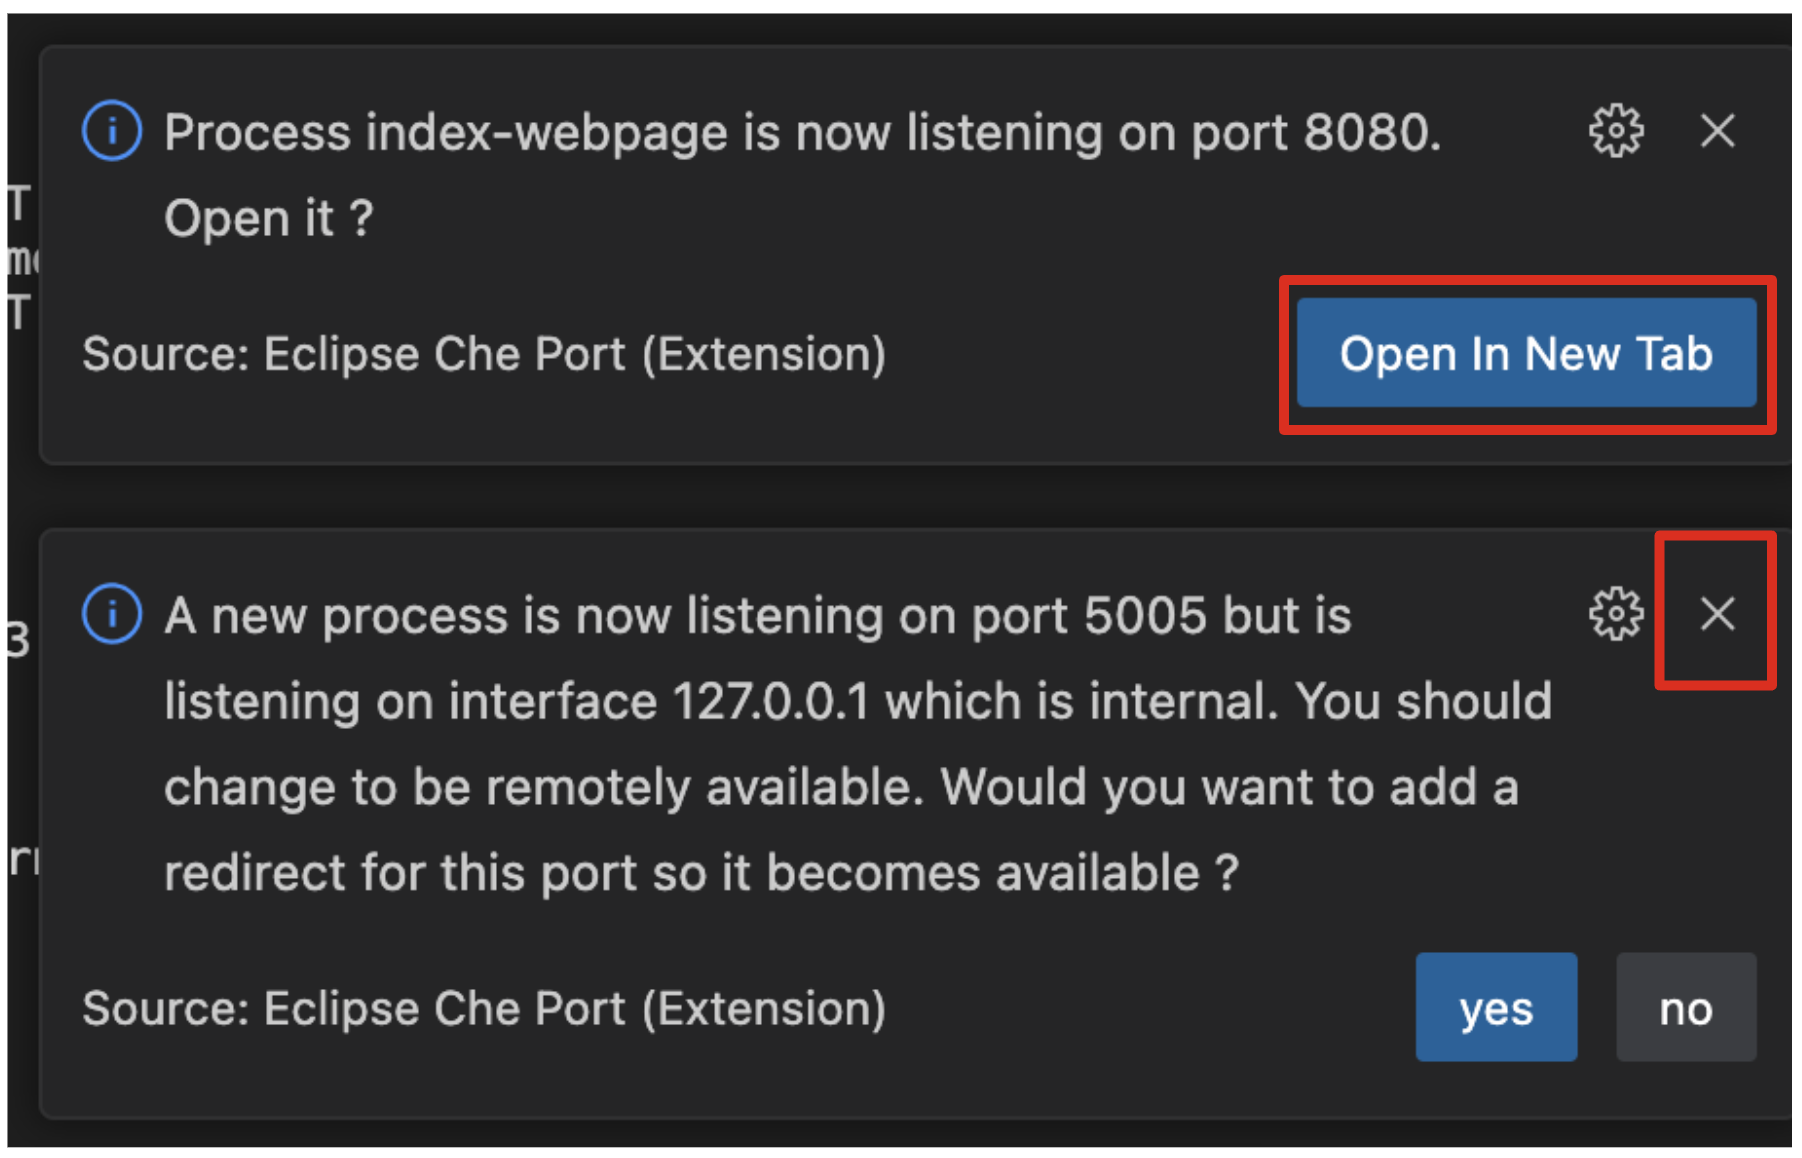 Process index-webpage is now listening on port 8080.
Open it ?
Source: Eclipse Che Port (Extension)
Open In New Tab
A new process is now listening on port 5005 but is
listening on interface 127.0.0.1 which is internal. You should
change to be remotely available. Would you want to add a
redirect for this port so it becomes available ?
Source: Eclipse Che Port (Extension)
yes
no